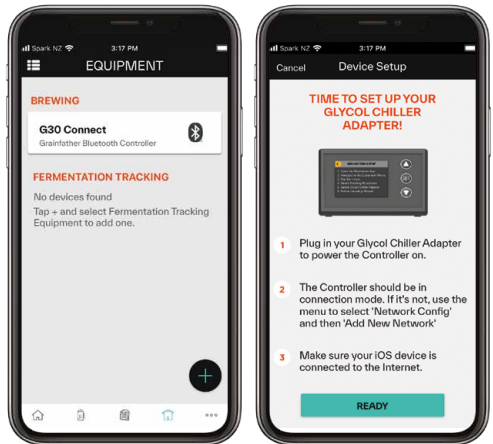 Spark NZ 3:17 PM
EQUIPMENT
BREWING
G30 Connect
Grainfather Bluetooth Controller
FERMENTATION TRACKING
No devices found
Tap + and select Fermentation Tracking
Equipment to add one.
Spark NZ 3:17 PM
Cancel Device Setup
TIME TO SET UP YOUR
GLYCOL CHILLER
ADAPTER!
SET
1 Plug in your Glycol Chiller Adapter
to power the Controller on.
2 The Controller should be in
connection mode. If it's not, use the
menu to select 'Network Config'
and then 'Add New Network'
3 Make sure your iOS device is
connected to the Internet.
READY